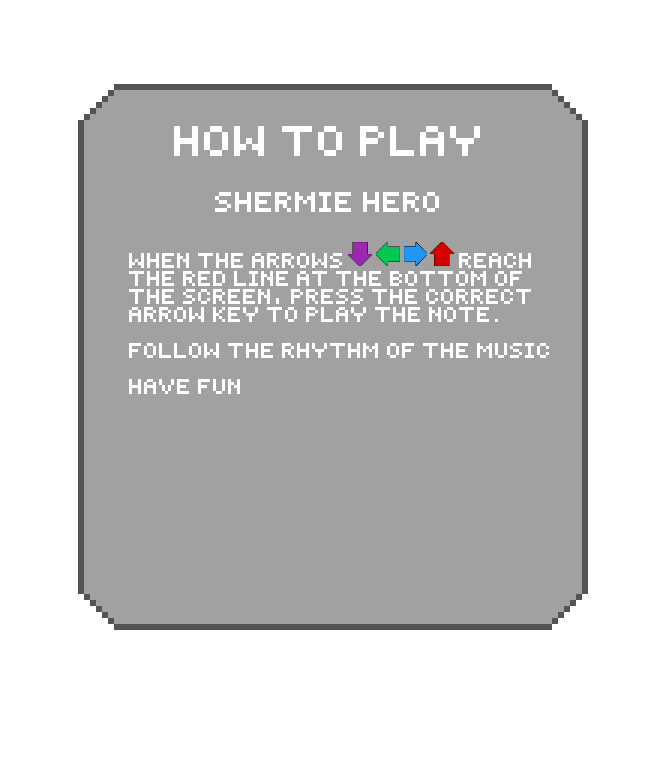 HOW TO PLAY
SHERMIE HERO
WHEN THE ARROWS REACH
THE RED LINE AT THE BOTTOM OF
THE SCREEN, PRESS THE CORRECT
ARROW KEY TO PLAY THE NOTE.
FOLLOW THE RHYTHM OF THE MUSIC
HAVE FUN